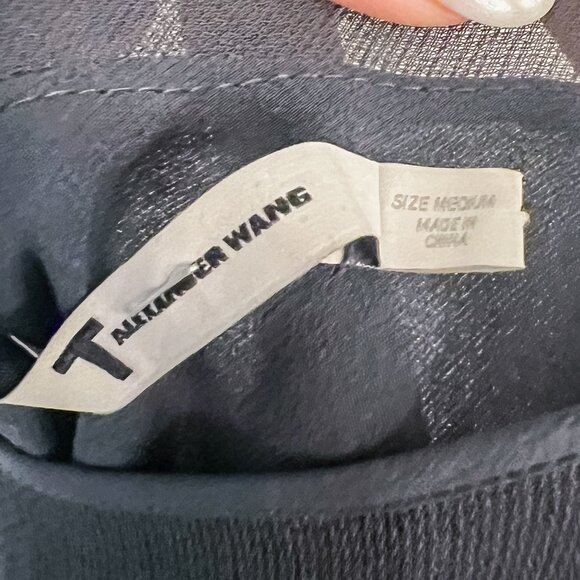 T ALEXANDER WANG
SIZE MEDIUM
MADE IN
CHINA